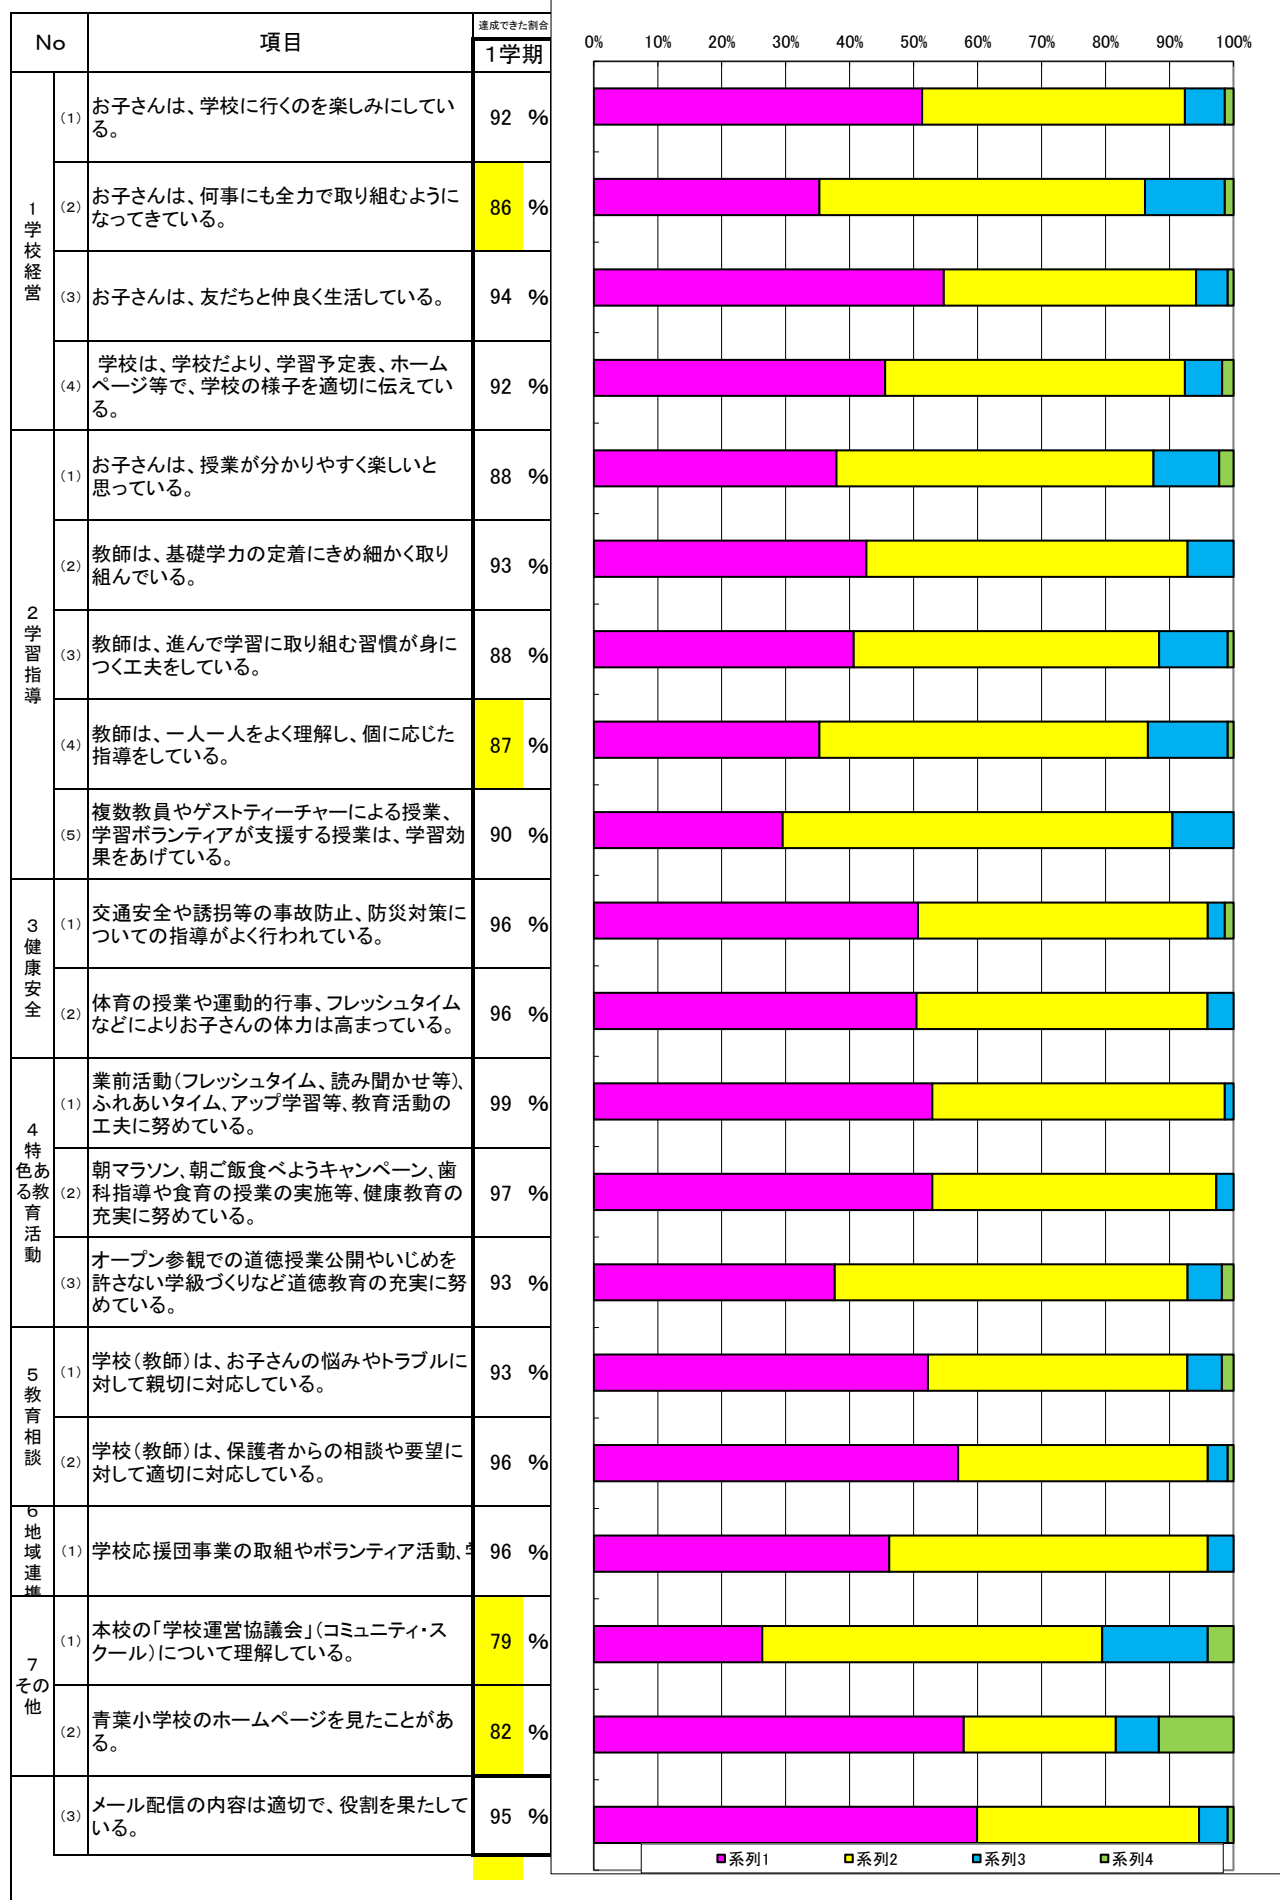 No
項目
達成できた割合
1学期
0%
10%
20%
30%
40%
50%
60%
70%
80%
90%
100%
1
学
校
経
営
(1)
お子さんは、学校に行くのを楽しみにしてい
る。
92 %
(2)
お子さんは、何事にも全力で取り組むように
なってきている。
86 %
(3)
お子さんは、友だちと仲良く生活している。
94 %
(4)
学校は、学校だより、学習予定表、ホーム
ページ等で、学校の様子を適切に伝えてい
る。
92 %
2
学
習
指
導
(1)
お子さんは、授業が分かりやすく楽しいと
思っている。
88 %
(2)
教師は、基礎学力の定着にきめ細かく取り
組んでいる。
93 %
(3)
教師は、進んで学習に取り組む習慣が身に
つく工夫をしている。
88 %
(4)
教師は、一人一人をよく理解し、個に応じた
指導をしている。
87 %
(5)
複数教員やゲストティーチャーによる授業、
学習ボランティアが支援する授業は、学習効
果をあげている。
90 %
3
健
康
安
全
(1)
交通安全や誘拐等の事故防止、防災対策に
ついての指導がよく行われている。
96 %
(2)
体育の授業や運動的行事、フレッシュタイム
などによりお子さんの体力は高まっている。
96 %
4
特
色あ
る教
育
活
動
(1)
業前活動(フレッシュタイム、読み聞かせ等)、
ふれあいタイム、アップ学習等、教育活動の
工夫に努めている。
99 %
(2)
朝マラソン、朝ご飯食べようキャンペーン、歯
科指導や食育の授業の実施等、健康教育の
充実に努めている。
97 %
(3)
オープン参観での道徳授業公開やいじめを
許さない学級づくりなど道徳教育の充実に努
めている。
93 %
5
教
育
相
談
(1)
学校(教師)は、お子さんの悩みやトラブルに
対して親切に対応している。
93 %
(2)
学校(教師)は、保護者からの相談や要望に
対して適切に対応している。
96 %
6
地
域
連
携
(1)
学校応援団事業の取組やボランティア活動、
96 %
7
その
他
(1)
本校の「学校運営協議会」(コミュニティ・ス
クール)について理解している。
79 %
(2)
青葉小学校のホームページを見たことがあ
る。
82 %
(3)
メール配信の内容は適切で、役割を果たして
いる。
95 %
系列1
系列2
系列3
系列4